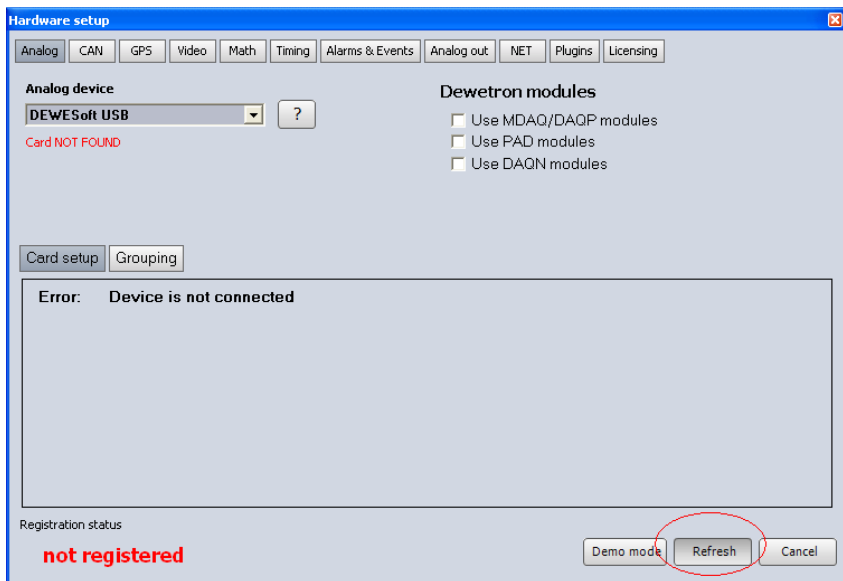 Hardware setup
Analog CAN GPS Video Math Timing Alarms & Events Analog out NET Plugins Licensing
Analog device
DEWESoft USB
?
Card NOT FOUND
Dewetron modules
Use MDAQ/DAQP modules
Use PAD modules
Use DAQN modules
Card setup Grouping
Error: Device is not connected
Registration status
not registered
Demo mode Refresh Cancel